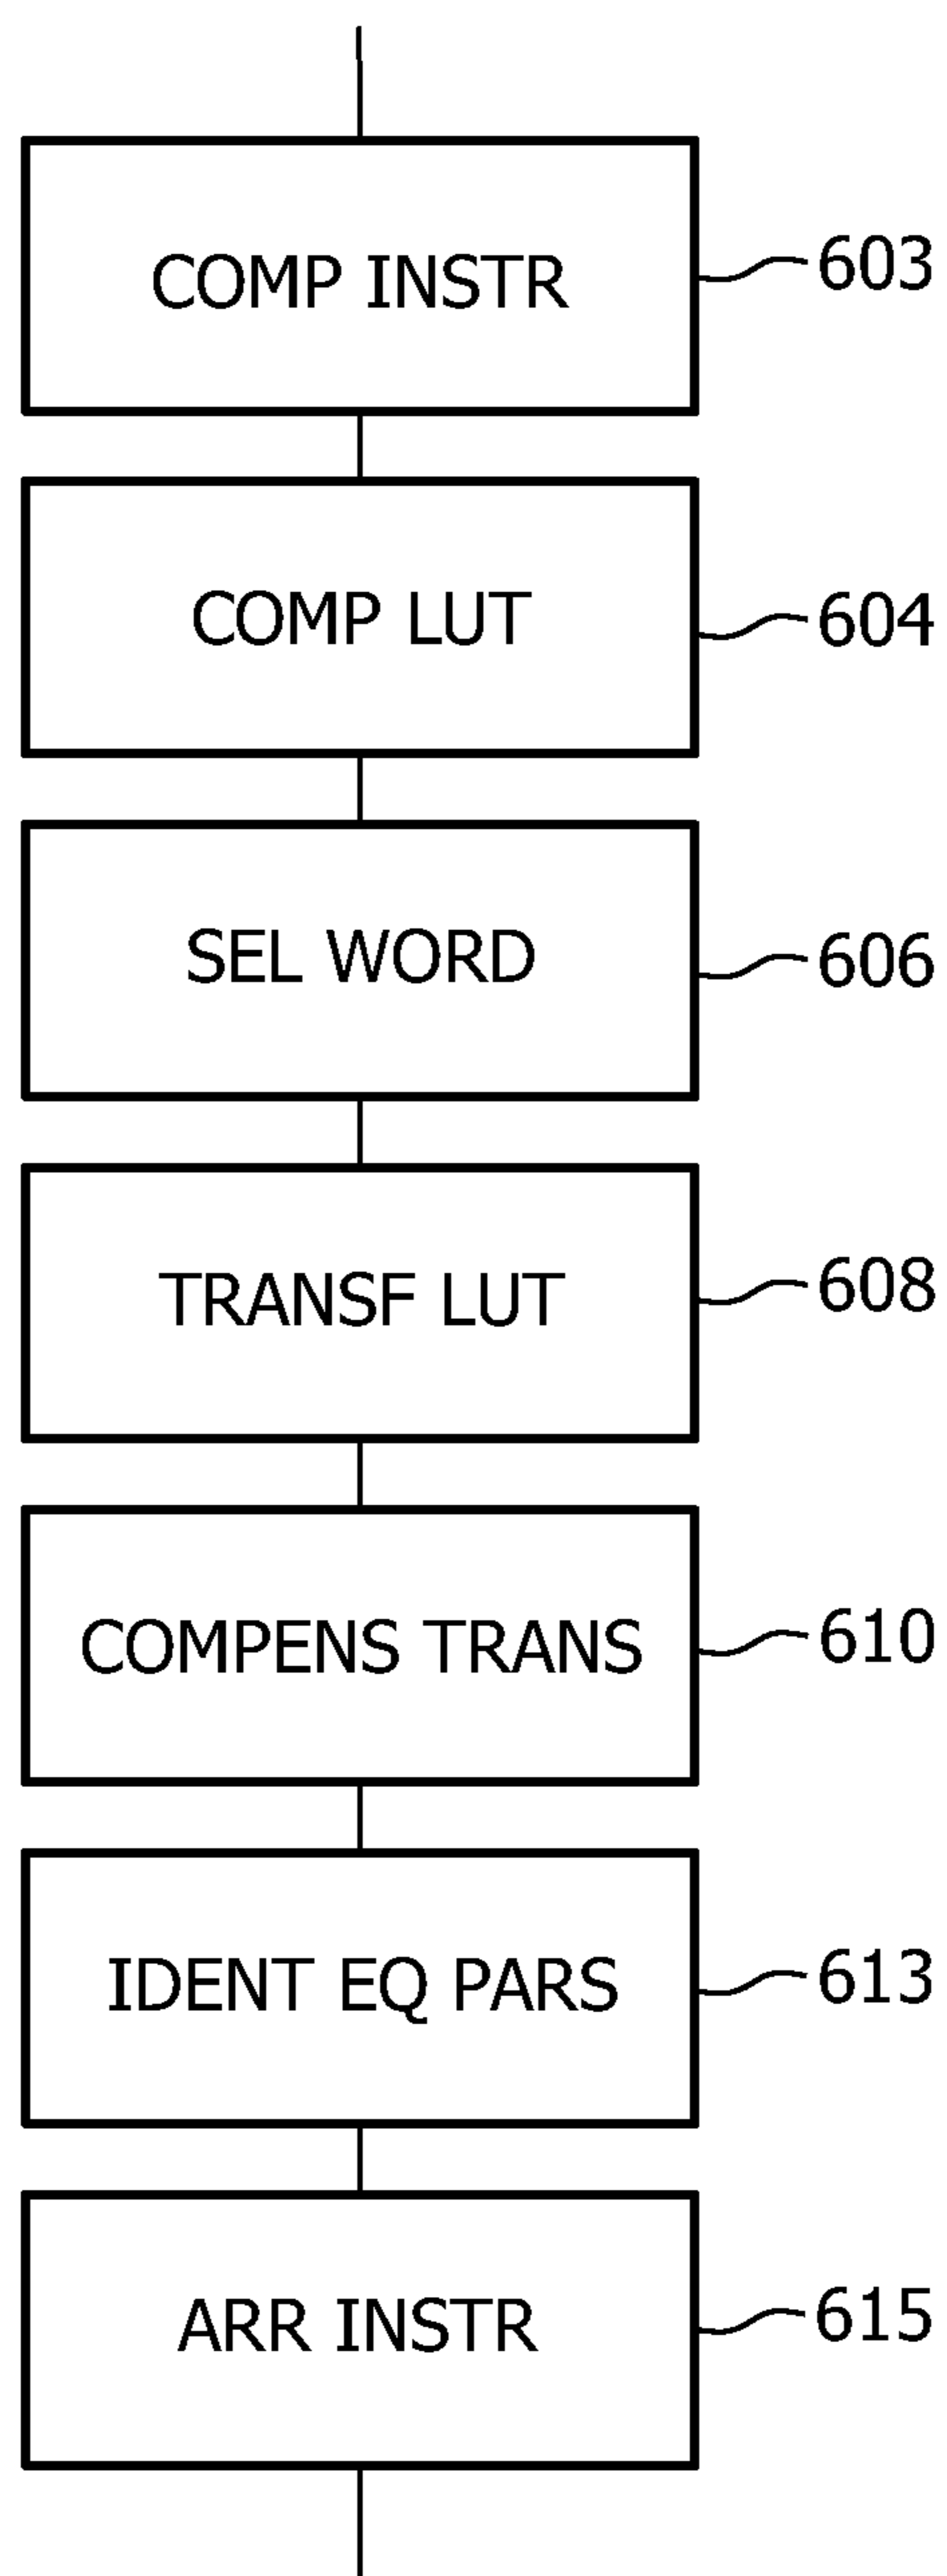 COMP INSTR 603
COMP LUT 604
SEL WORD 606
TRANSF LUT 608
COMPENS TRANS 610
IDENT EQ PARS 613
ARR INSTR 615